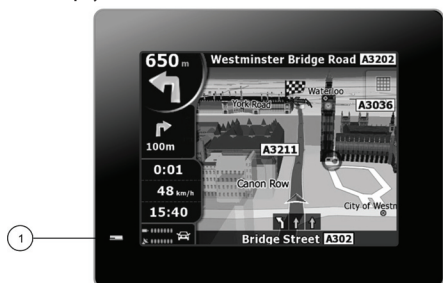 650 m
Westminster Bridge Road A3202
Waterloo
York Road
A3036
100m
A3211
0:01
48 km/h
Canon Row
15:40
City of Westm
Bridge Street A302
1